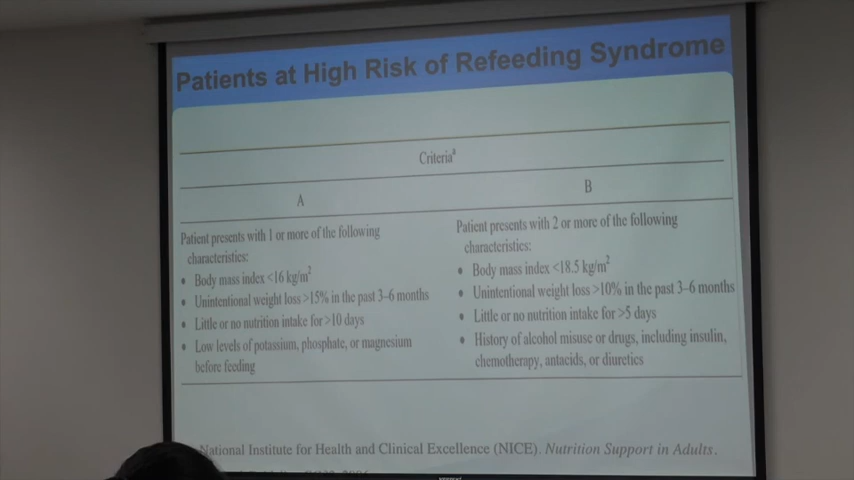 Patients at High Risk of Refeeding Syndrome
Criteriaª
A
B
Patient presents with 1 or more of the following
characteristics:
• Body mass index <16 kg/m²
• Unintentional weight loss >15% in the past 3–6 months
• Little or no nutrition intake for >10 days
• Low levels of potassium, phosphate, or magnesium
before feeding
Patient presents with 2 or more of the following
characteristics:
• Body mass index <18.5 kg/m²
• Unintentional weight loss >10% in the past 3–6 months
• Little or no nutrition intake for >5 days
• History of alcohol misuse or drugs, including insulin,
chemotherapy, antacids, or diuretics
National Institute for Health and Clinical Excellence (NICE). Nutrition Support in Adults.